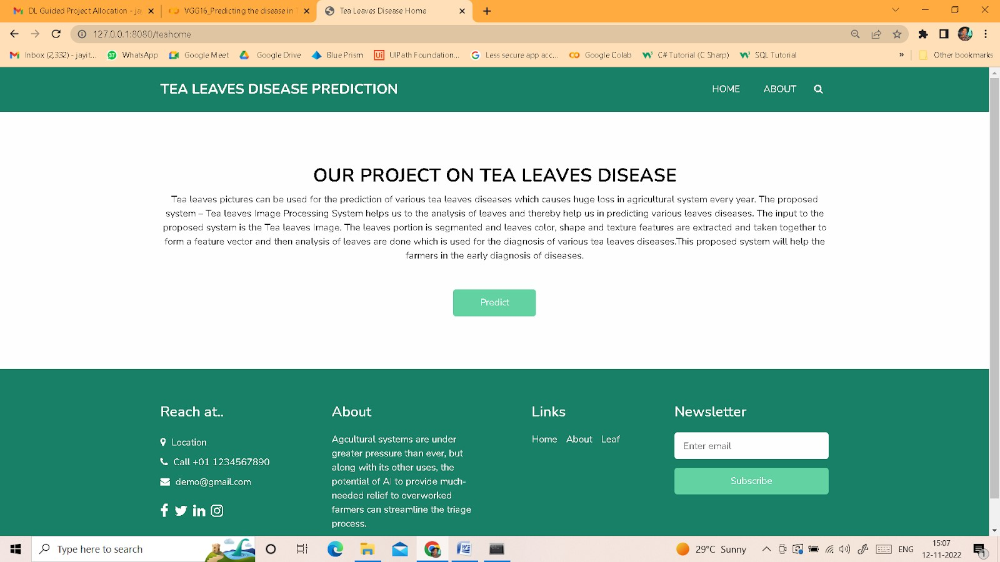 DL Guided Project Allocation - ja
VGG16_Predicting the disease in T
Tea Leaves Disease Home
127.0.0.1:8080/teahome
Inbox (2,332) - jayit...
37
WhatsApp
Google Meet
Google Drive
Blue Prism
Ui
UIPath Foundation...
Less secure app acc...
Google Colab
C# Tutorial (C Sharp)
SQL Tutorial
»
Other bookmarks
TEA LEAVES DISEASE PREDICTION
HOME
ABOUT
OUR PROJECT ON TEA LEAVES DISEASE
Tea leaves pictures can be used for the prediction of various tea leaves diseases which causes huge loss in agricultural system every year. The proposed
system – Tea leaves Image Processing System helps us to the analysis of leaves and thereby help us in predicting various leaves diseases. The input to the
proposed system is the Tea leaves Image. The leaves portion is segmented and leaves color, shape and texture features are extracted and taken together to
form a feature vector and then analysis of leaves are done which is used for the diagnosis of various tea leaves diseases.This proposed system will help the
farmers in the early diagnosis of diseases.
Predict
Reach at..
Location
Call +01 1234567890
demo@gmail.com
About
Agcultural systems are under
greater pressure than ever, but
along with its other uses, the
potential of AI to provide much-
needed relief to overworked
farmers can streamline the triage
process.
Links
Home About Leaf
Newsletter
Enter email
Subscribe
Type here to search
29°C Sunny
ENG
15:07
12-11-2022
1